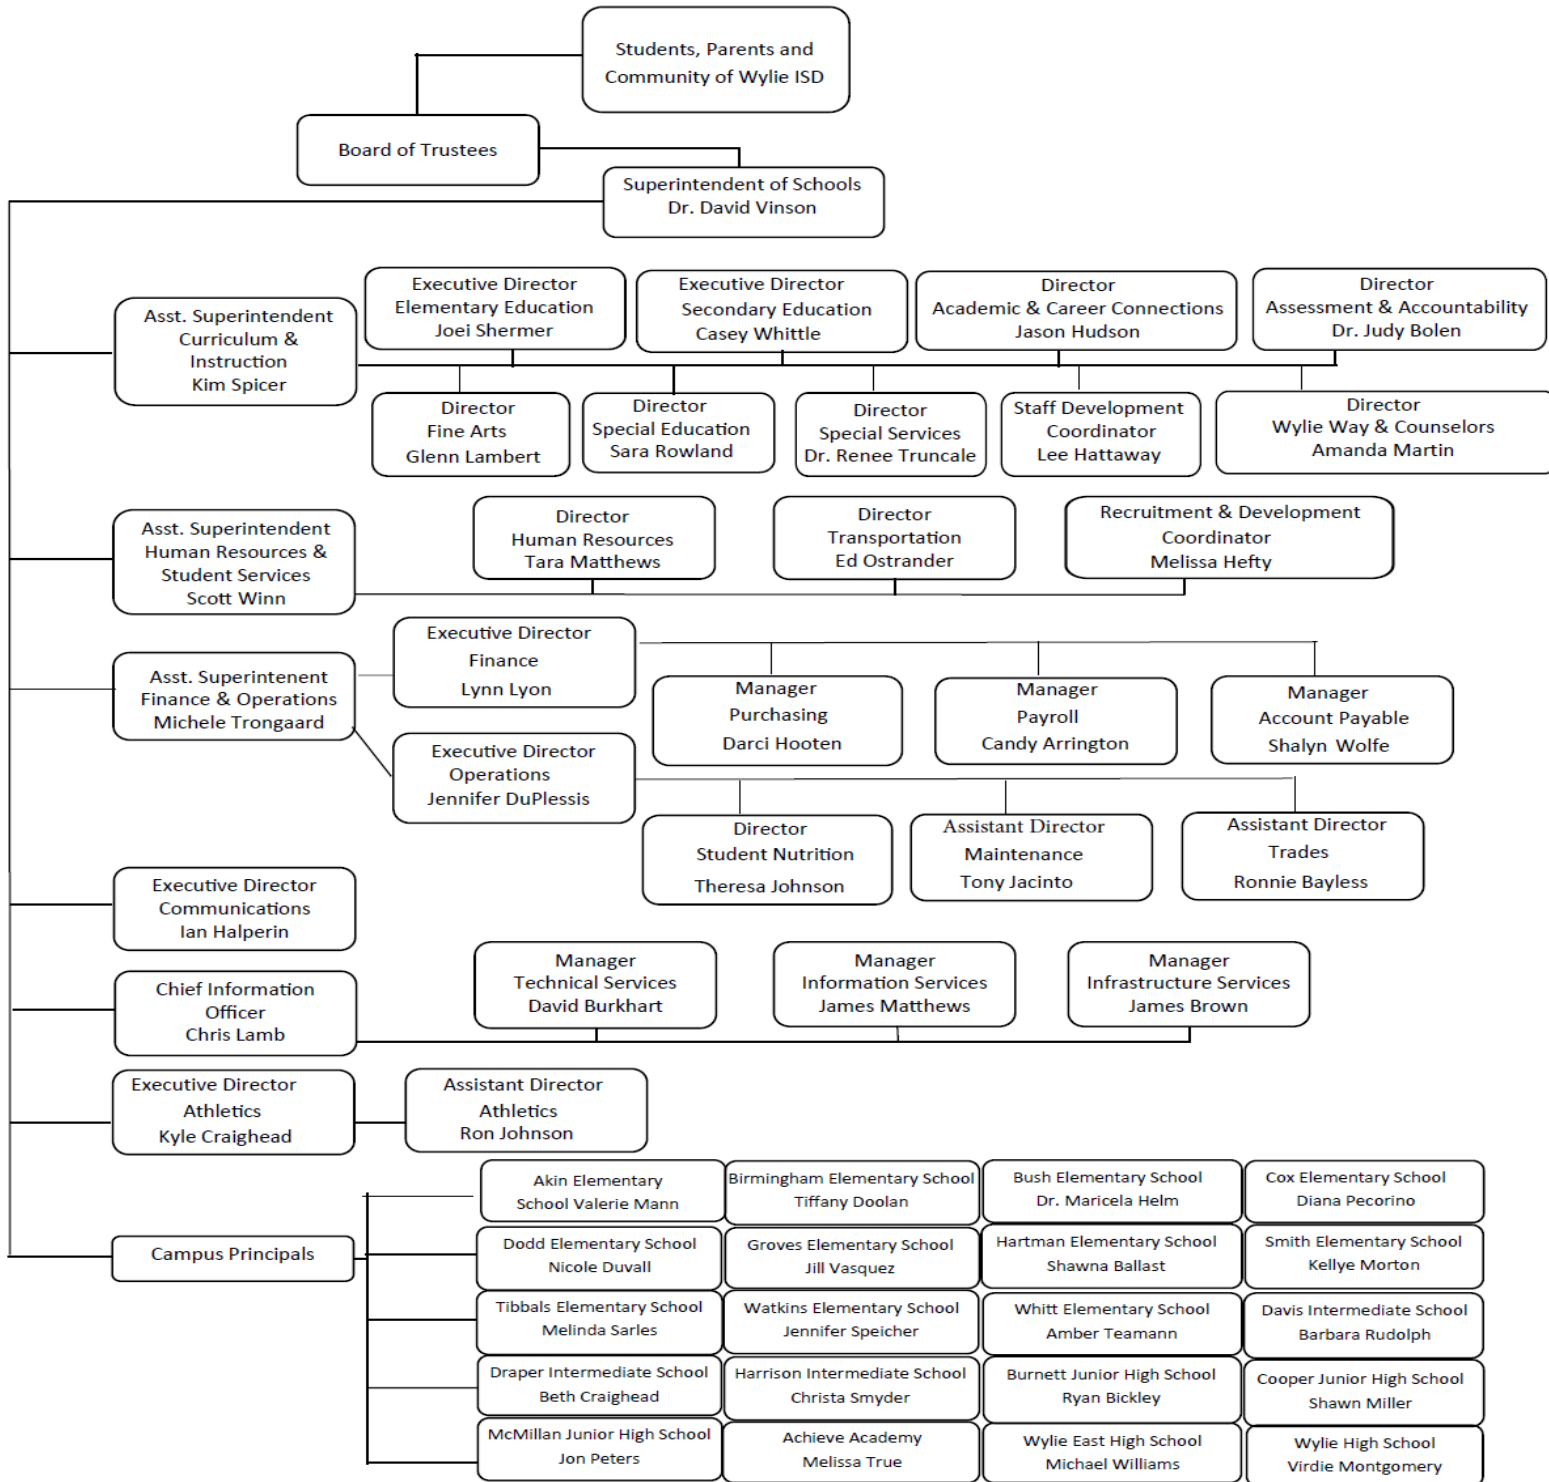 Students, Parents and
Community of Wylie ISD
Board of Trustees
Superintendent of Schools
Dr. David Vinson
Asst. Superintendent
Curriculum &
Instruction
Kim Spicer
Executive Director
Elementary Education
Joei Shermer
Executive Director
Secondary Education
Casey Whittle
Director
Academic & Career Connections
Jason Hudson
Director
Assessment & Accountability
Dr. Judy Bolen
Director
Fine Arts
Glenn Lambert
Director
Special Education
Sara Rowland
Director
Special Services
Dr. Renee Truncale
Staff Development
Coordinator
Lee Hattaway
Director
Wylie Way & Counselors
Amanda Martin
Asst. Superintendent
Human Resources &
Student Services
Scott Winn
Director
Human Resources
Tara Matthews
Director
Transportation
Ed Ostrander
Recruitment & Development
Coordinator
Melissa Hefty
Asst. Superintenent
Finance & Operations
Michele Trongaard
Executive Director
Finance
Lynn Lyon
Manager
Purchasing
Darci Hooten
Manager
Payroll
Candy Arrington
Manager
Account Payable
Shalyn Wolfe
Executive Director
Operations
Jennifer DuPlessis
Director
Student Nutrition
Theresa Johnson
Assistant Director
Maintenance
Tony Jacinto
Assistant Director
Trades
Ronnie Bayless
Executive Director
Communications
Ian Halperin
Chief Information
Officer
Chris Lamb
Manager
Technical Services
David Burkhart
Manager
Information Services
James Matthews
Manager
Infrastructure Services
James Brown
Executive Director
Athletics
Kyle Craighead
Assistant Director
Athletics
Ron Johnson
Campus Principals
Akin Elementary
School Valerie Mann
Birmingham Elementary School
Tiffany Doolan
Bush Elementary School
Dr. Maricela Helm
Cox Elementary School
Diana Pecorino
Dodd Elementary School
Nicole Duvall
Groves Elementary School
Jill Vasquez
Hartman Elementary School
Shawna Ballast
Smith Elementary School
Kellye Morton
Tibbals Elementary School
Melinda Sarles
Watkins Elementary School
Jennifer Speicher
Whitt Elementary School
Amber Teamann
Davis Intermediate School
Barbara Rudolph
Draper Intermediate School
Beth Craighead
Harrison Intermediate School
Christa Smyder
Burnett Junior High School
Ryan Bickley
Cooper Junior High School
Shawn Miller
McMillan Junior High School
Jon Peters
Achieve Academy
Melissa True
Wylie East High School
Michael Williams
Wylie High School
Virdie Montgomery